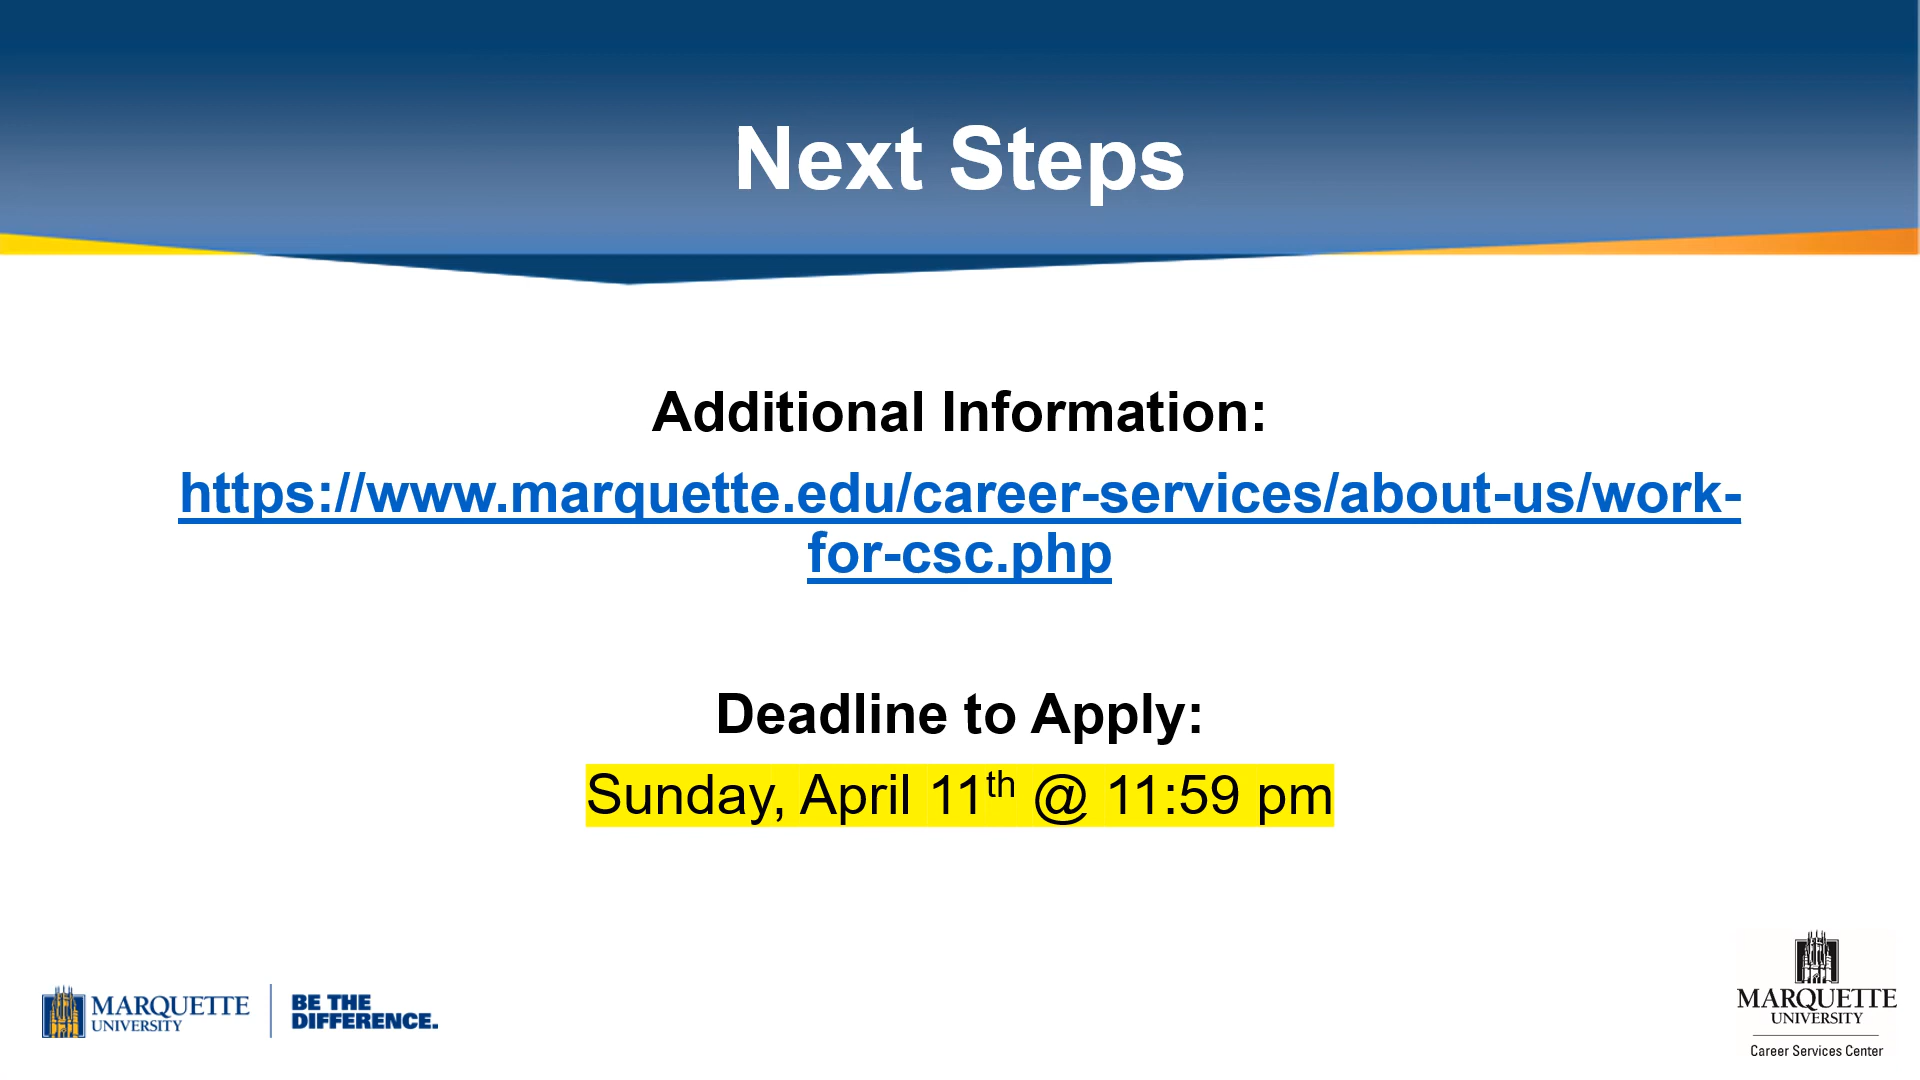 Next Steps
Additional Information:
https://www.marquette.edu/career-services/about-us/work-
for-csc.php
Deadline to Apply:
Sunday, April 11th @ 11:59 pm
MARQUETTE
UNIVERSITY
BE THE
DIFFERENCE.
MARQUETTE
UNIVERSITY
Career Services Center